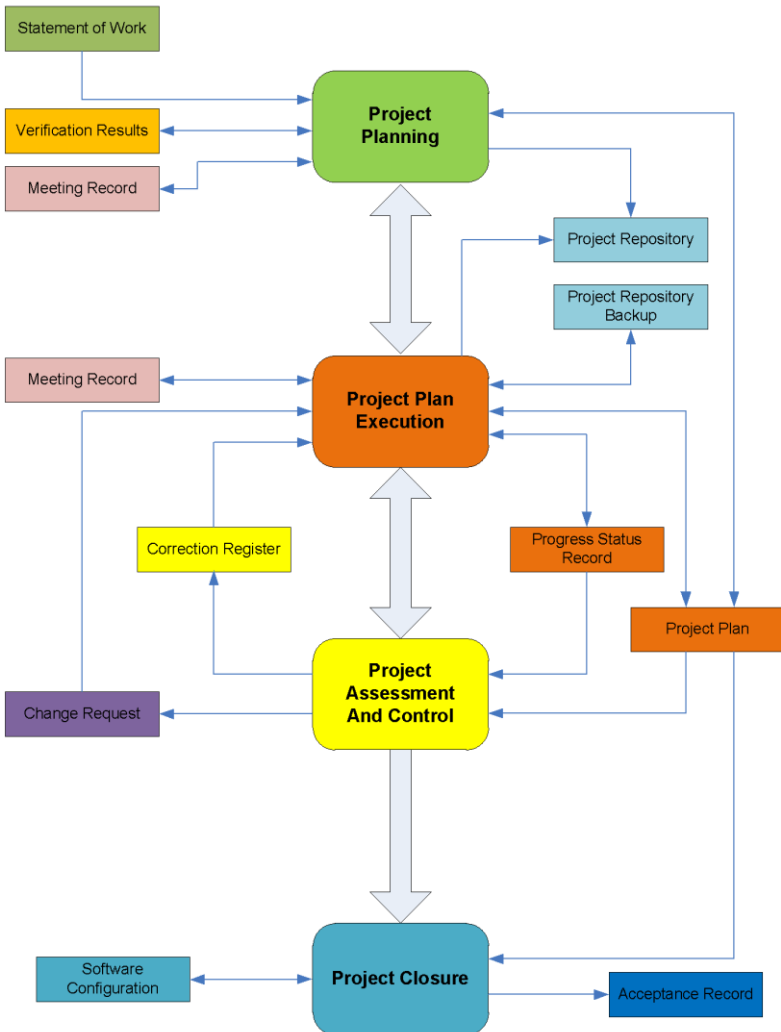 Statement of Work
Project
Planning
Verification Results
Meeting Record
Project Repository
Project Repository
Backup
Meeting Record
Project Plan
Execution
Correction Register
Progress Status
Record
Project Plan
Project
Assessment
And Control
Change Request
Software
Configuration
Project Closure
Acceptance Record